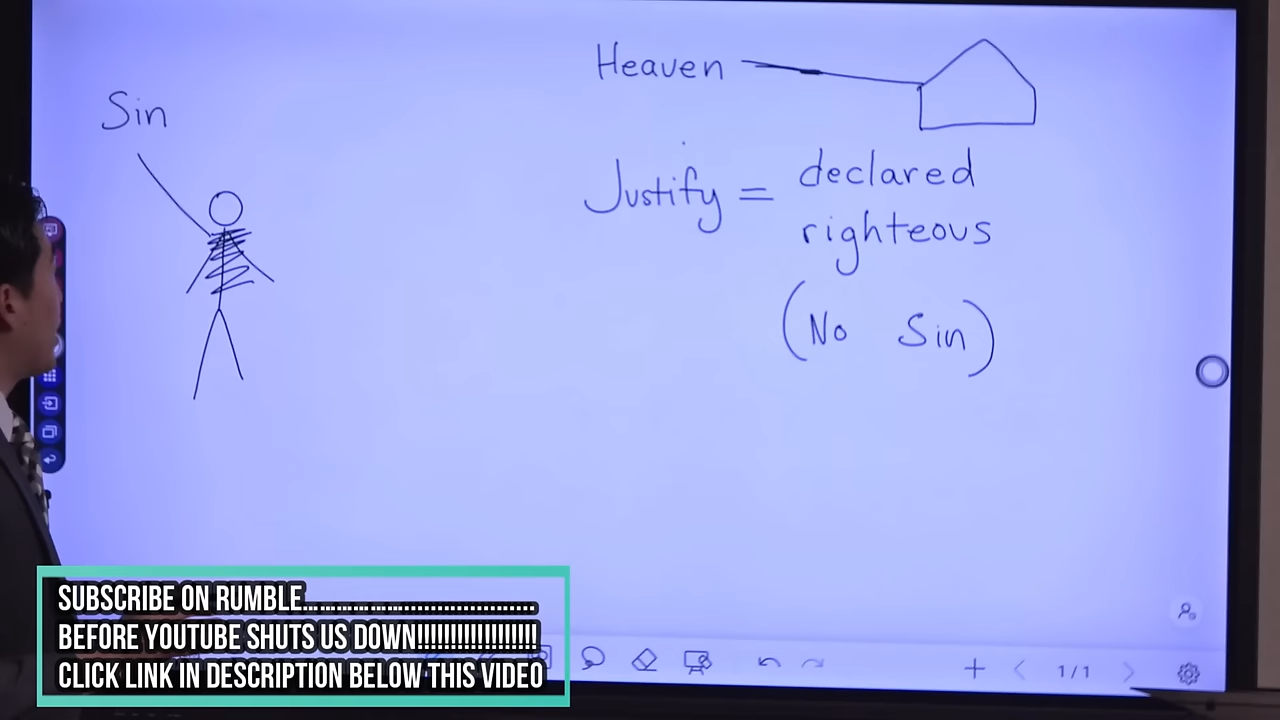 Heaven
Sin
Justify = declared
righteous
(No Sin)
SUBSCRIBE ON RUMBLE....................................
BEFORE YOUTUBE SHUTS US DOWN!!!!!!!!!!!!!!!!!!!
CLICK LINK IN DESCRIPTION BELOW THIS VIDEO
1/1